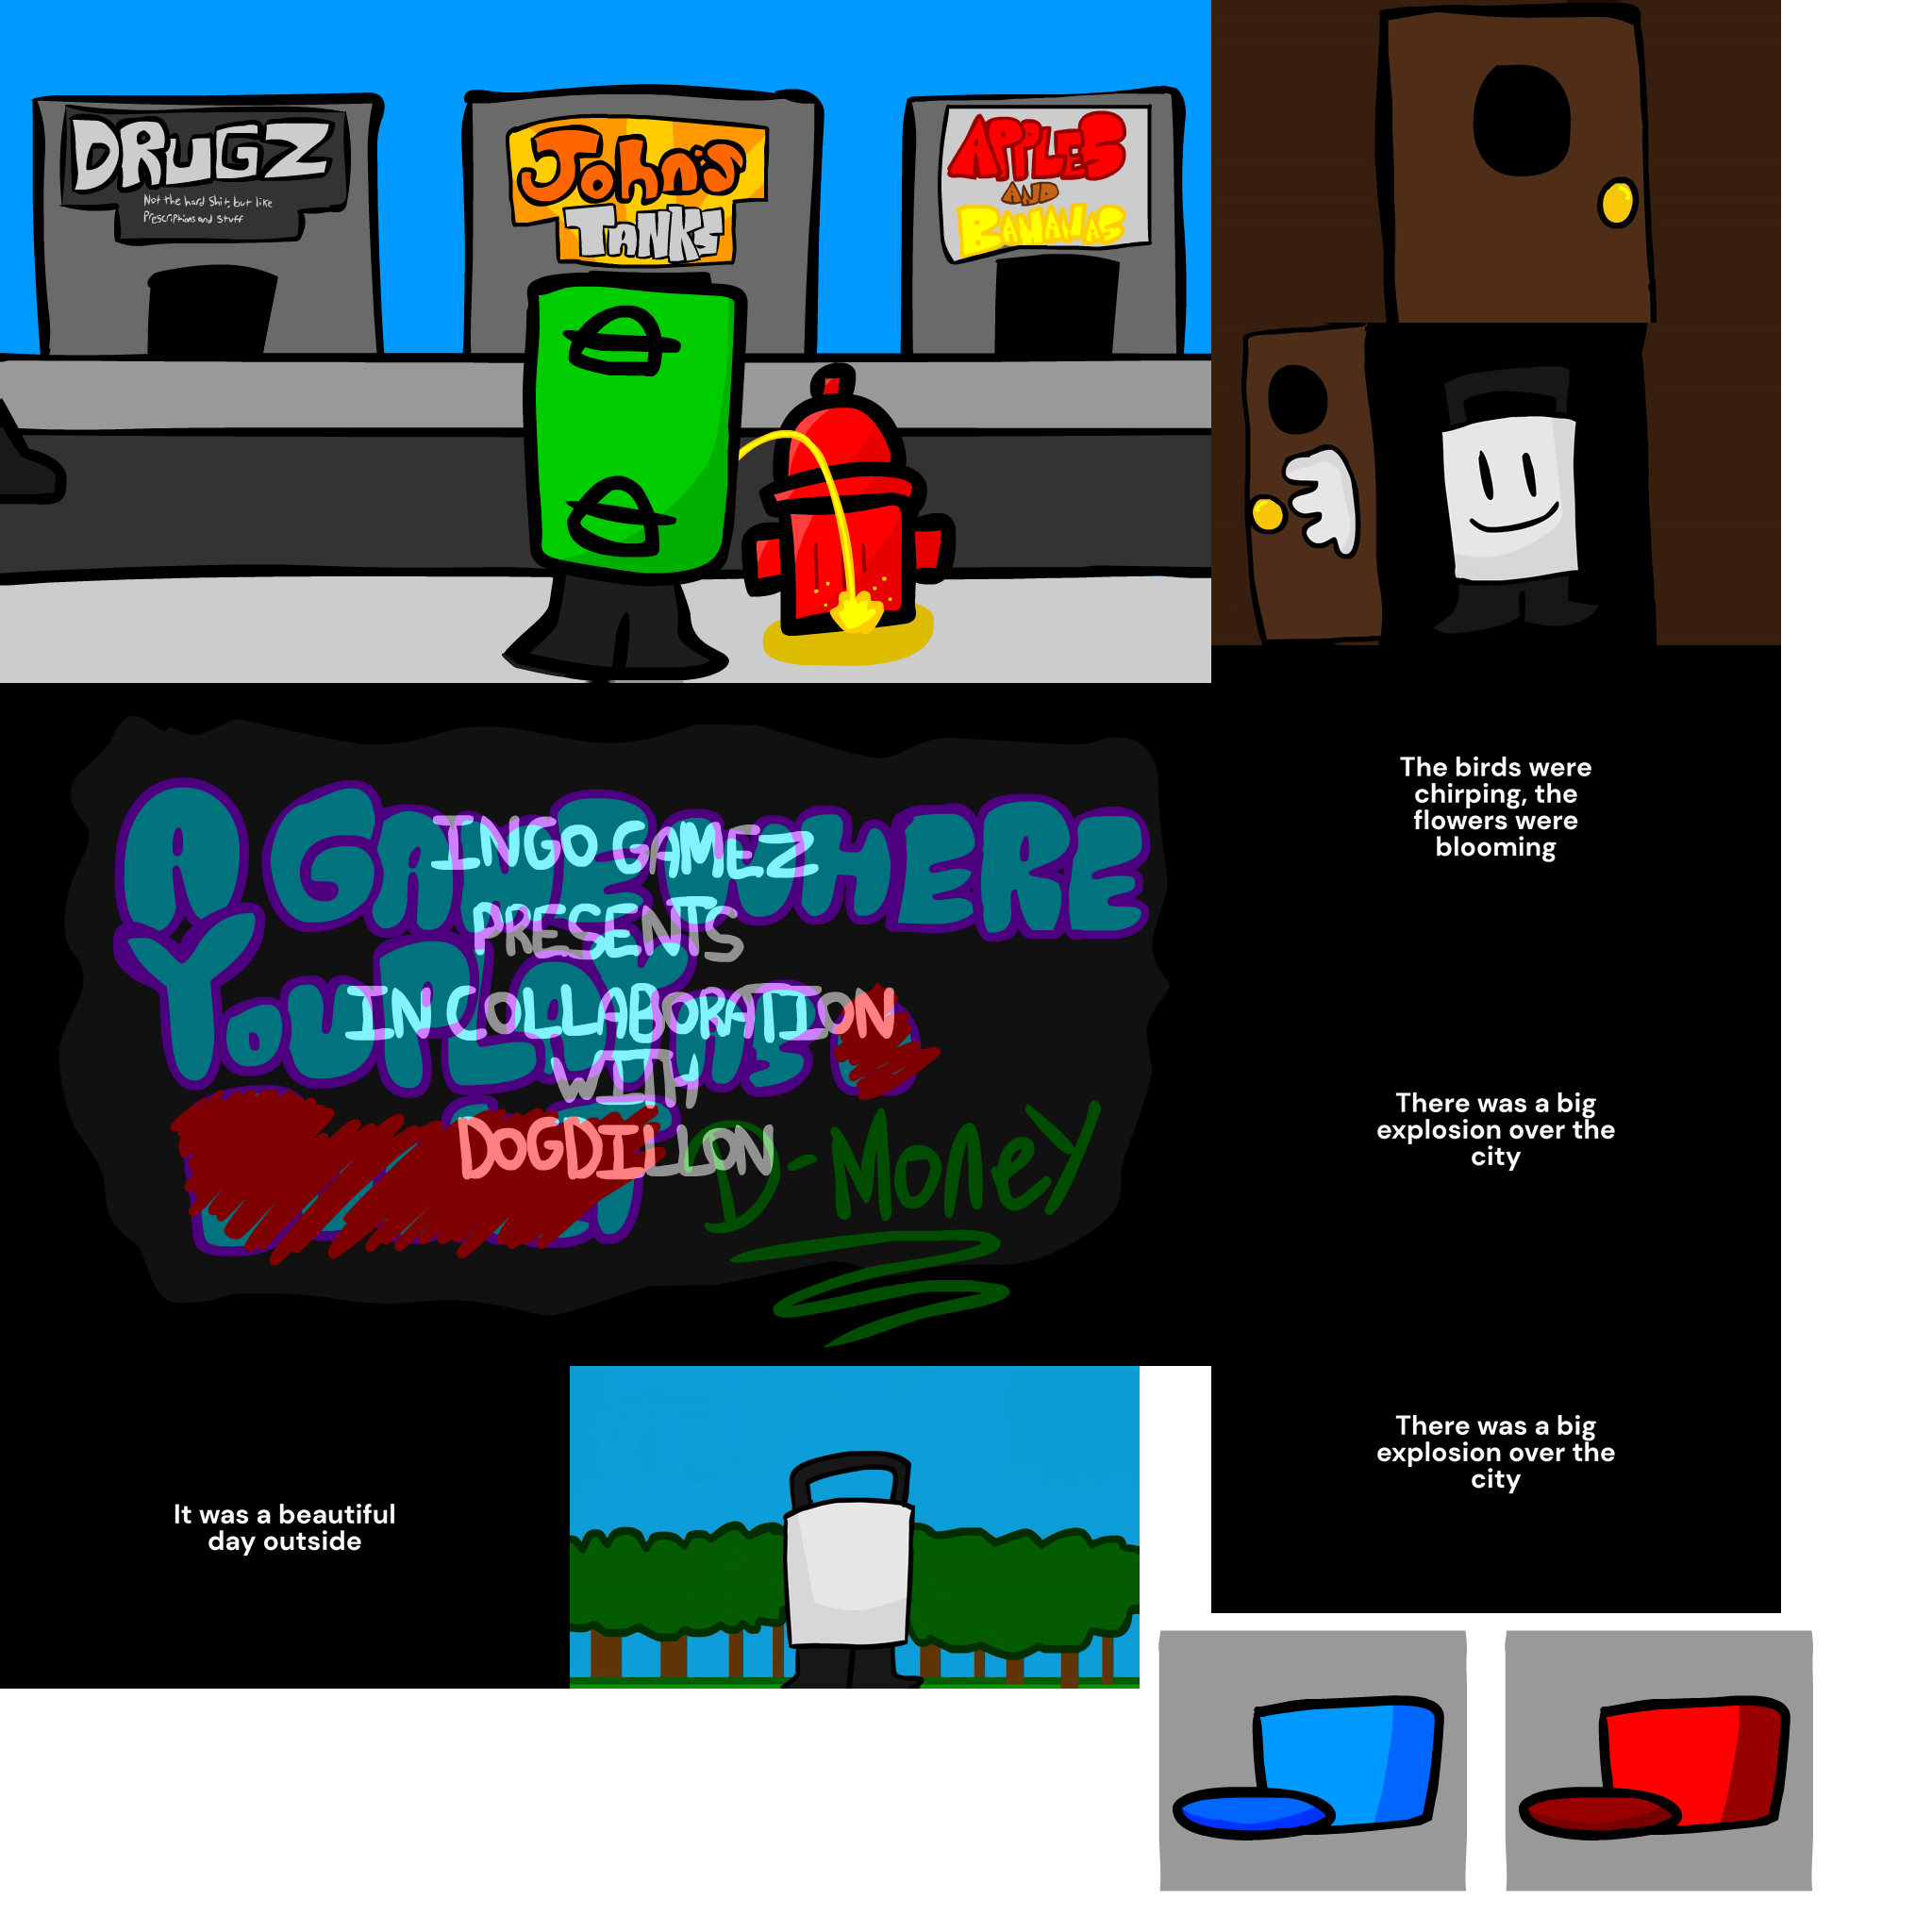 DRUGZ
Not the hard Shit, but like
Prescriptions and Stuff
John's
TANKS
APPLES
AND
BANANAS
A GAME WHERE
YOU PLAY AS
INGO GAMEZ
PRESENTS
IN COLLABORATION
WITH
DOGDILLON
D-Money
The birds were
chirping, the
flowers were
blooming
There was a big
explosion over the
city
There was a big
explosion over the
city
It was a beautiful
day outside